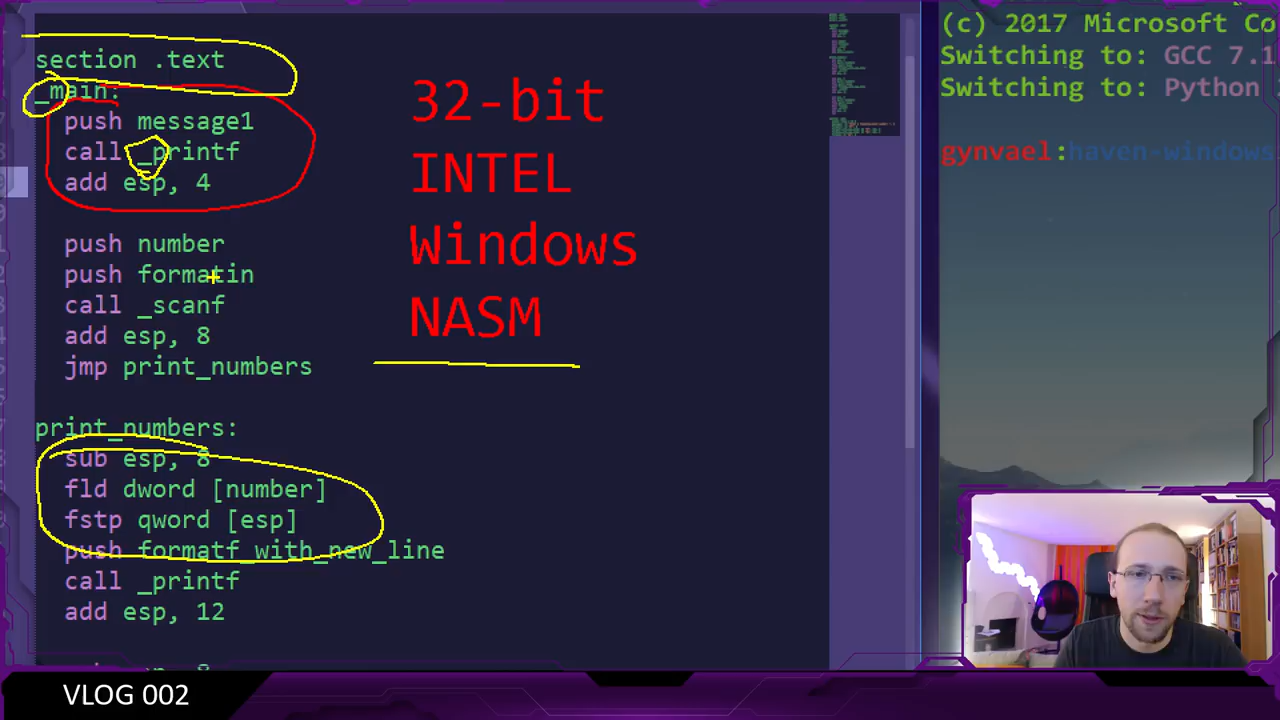 section .text
_main:
push message1
call _printf
add esp, 4
push number
push formatin
call _scanf
add esp, 8
jmp print_numbers
print_numbers:
sub esp, 8
fld dword [number]
fstp qword [esp]
push formatf_with_new_line
call _printf
add esp, 12
32-bit
INTEL
Windows
NASM
(c) 2017 Microsoft Co
Switching to: GCC 7.1
Switching to: Python
gynvael:haven-windows
VLOG 002